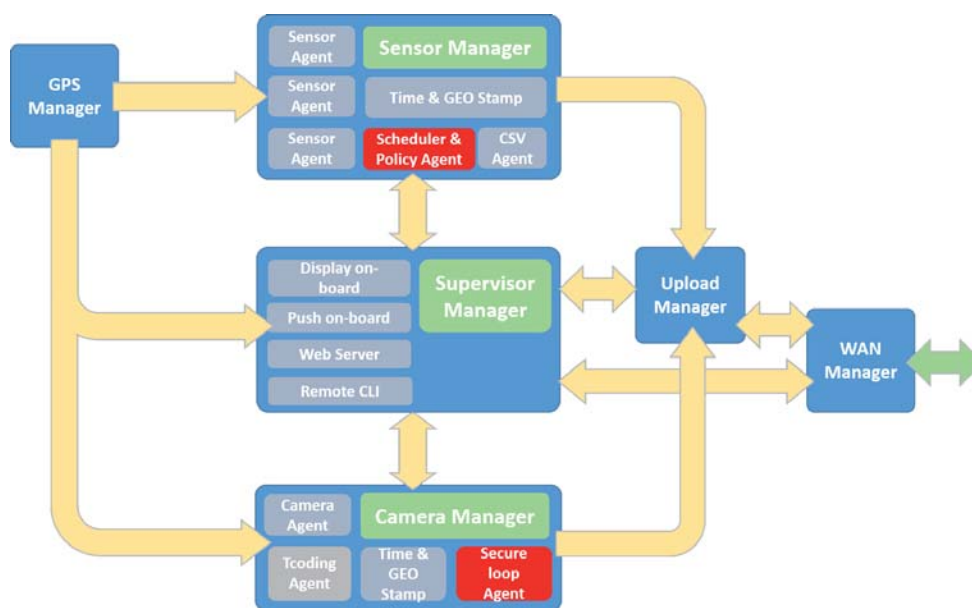 GPS
Manager
Sensor
Agent
Sensor Manager
Sensor
Agent
Time & GEO Stamp
Sensor
Agent
Scheduler &
Policy Agent
CSV
Agent
Display on-
board
Supervisor
Manager
Push on-board
Web Server
Remote CLI
Upload
Manager
WAN
Manager
Camera
Agent
Camera Manager
Tcoding
Agent
Time &
GEO
Stamp
Secure
loop
Agent